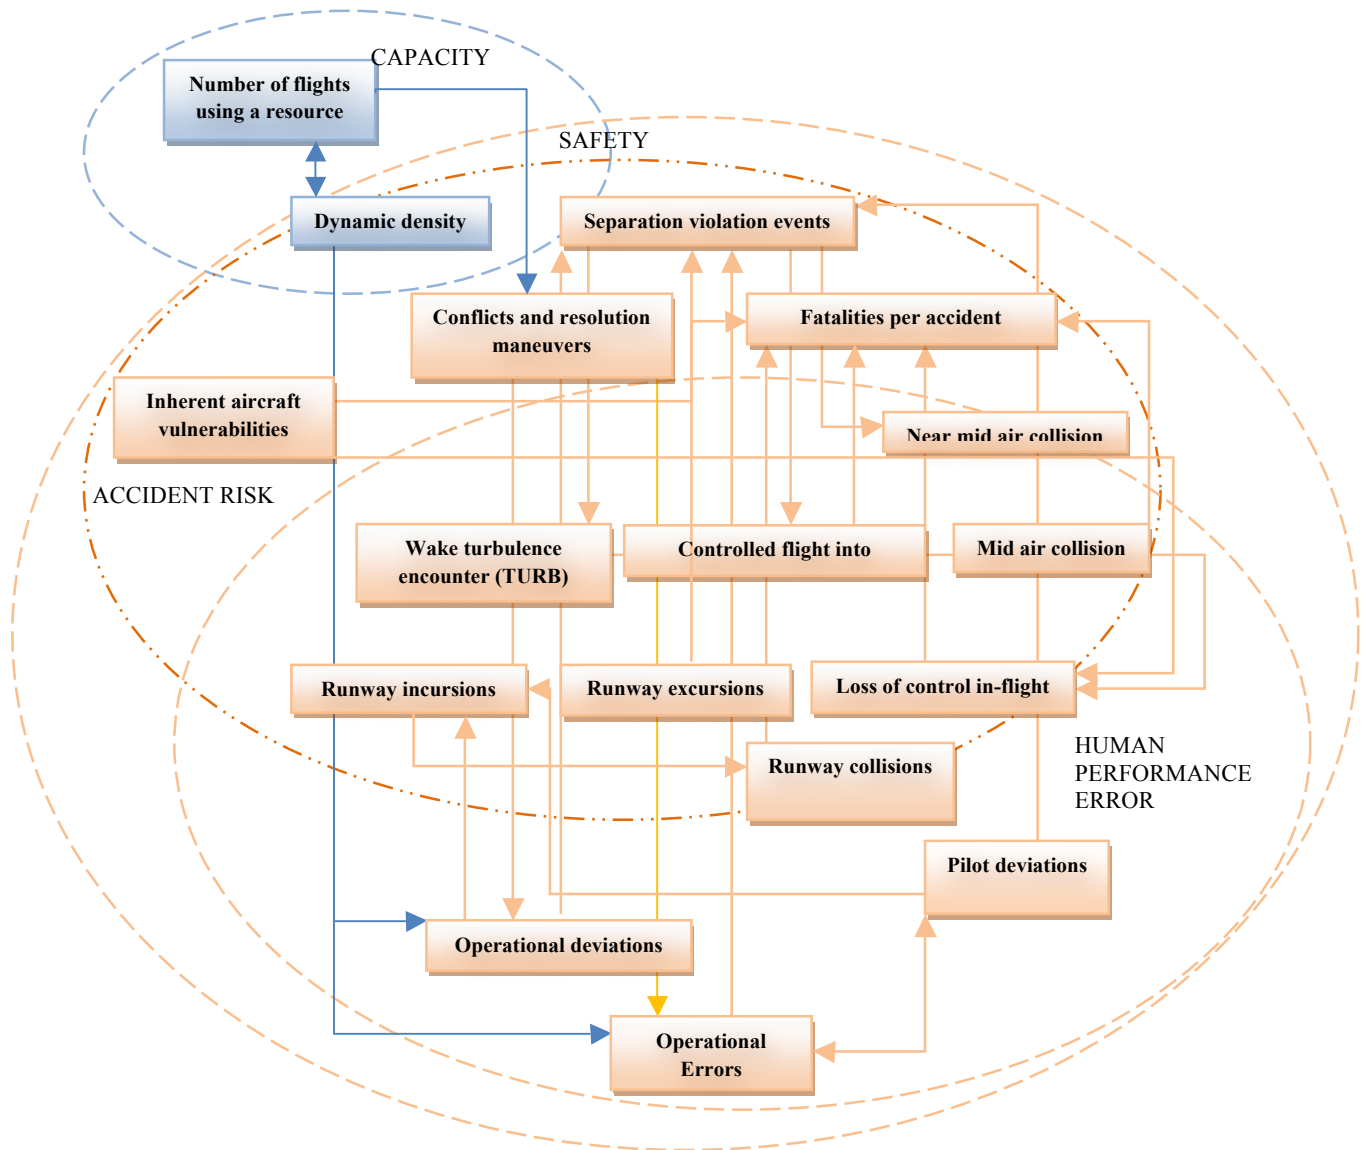 CAPACITY
Number of flights
using a resource
SAFETY
Dynamic density
Separation violation events
Conflicts and resolution
maneuvers
Fatalities per accident
Inherent aircraft
vulnerabilities
Near mid air collision
ACCIDENT RISK
Wake turbulence
encounter (TURB)
Controlled flight into
Mid air collision
Runway incursions
Runway excursions
Loss of control in-flight
HUMAN
PERFORMANCE
ERROR
Runway collisions
Pilot deviations
Operational deviations
Operational
Errors